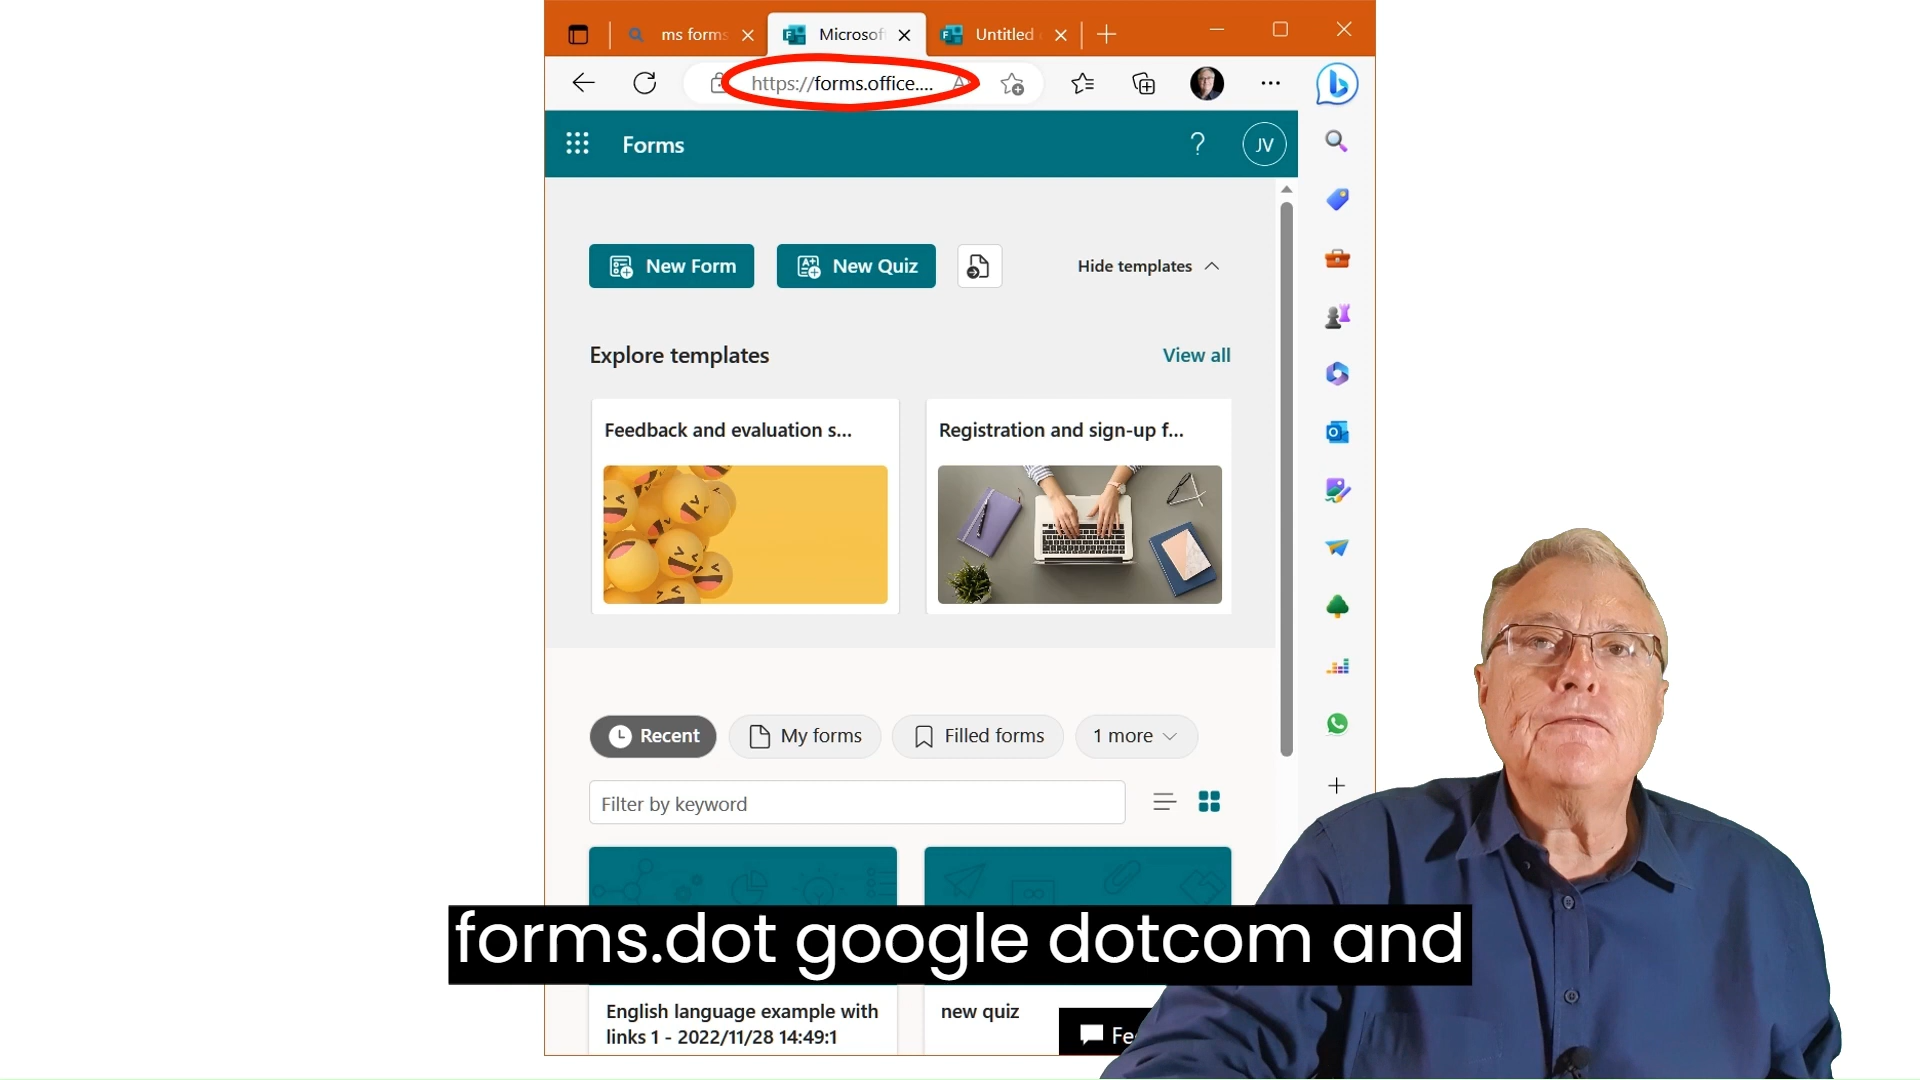 ms forms
Microsof
Untitled
https://forms.office....
Forms
JV
New Form
New Quiz
Hide templates
Explore templates
View all
Feedback and evaluation s...
Registration and sign-up f...
Recent
My forms
Filled forms
1 more
Filter by keyword
forms.dot google dotcom and
English language example with
links 1 - 2022/11/28 14:49:1
new quiz